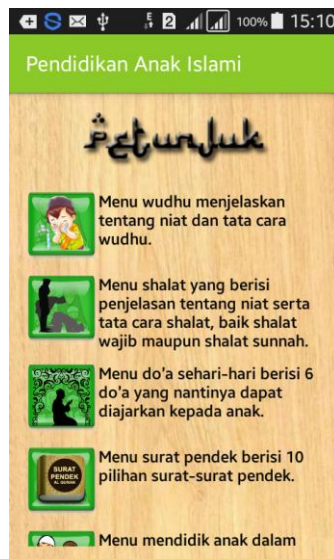 E
2
100%
15:10
Pendidikan Anak Islami
Petunjuk
Menu wudhu menjelaskan
tentang niat dan tata cara
wudhu.
Menu shalat yang berisi
penjelasan tentang niat serta
tata cara shalat, baik shalat
wajib maupun shalat sunnah.
Menu do'a sehari-hari berisi 6
do'a yang nantinya dapat
diajarkan kepada anak.
SURAT
PENDEK
AL QURAN
Menu surat pendek berisi 10
pilihan surat-surat pendek.
Menu mendidik anak dalam